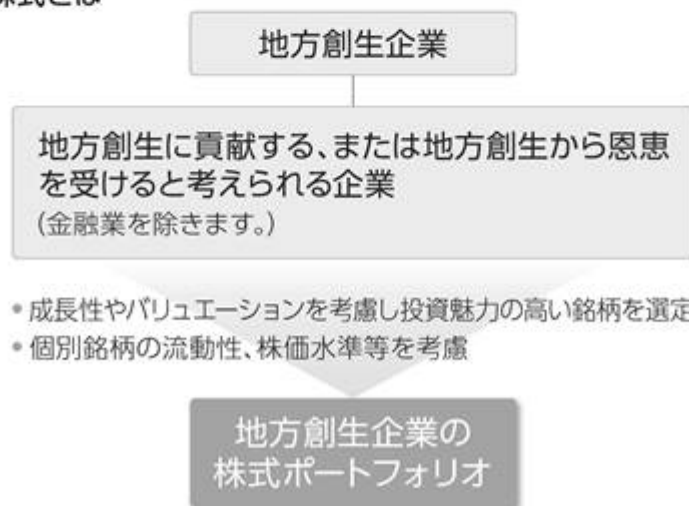 株式とは
地方創生企業
地方創生に貢献する、または地方創生から恩恵
を受けると考えられる企業
(金融業を除きます。)
• 成長性やバリュエーションを考慮し投資魅力の高い銘柄を選定
• 個別銘柄の流動性、株価水準等を考慮
地方創生企業の
株式ポートフォリオ